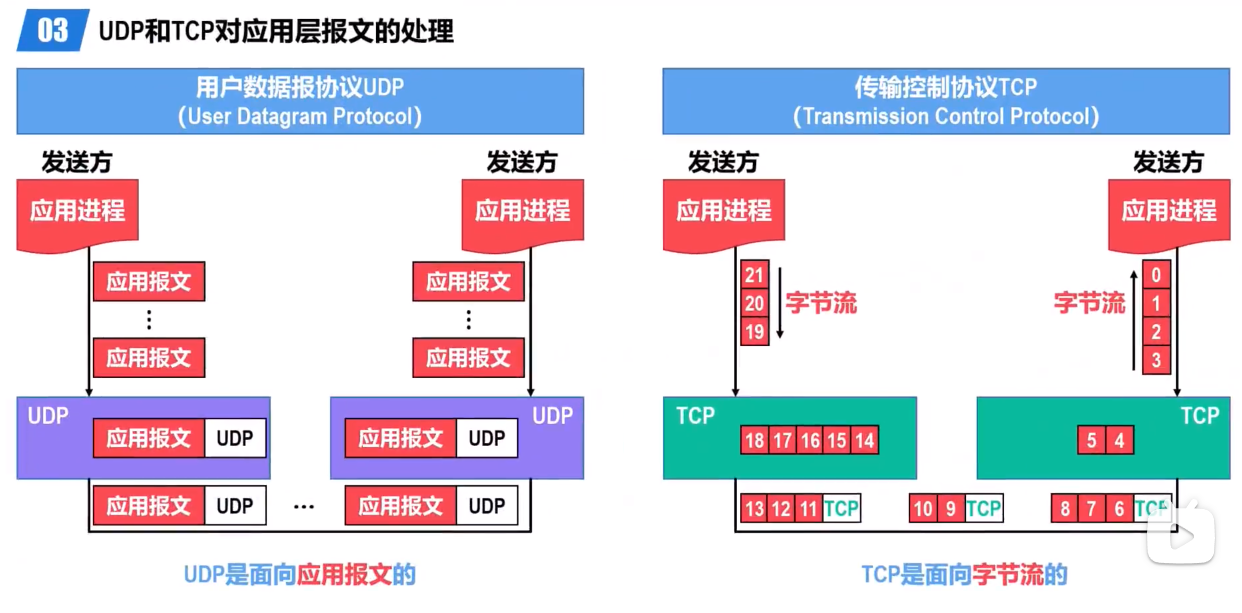 03 UDP和TCP对应用层报文的处理
用户数据报协议UDP
（User Datagram Protocol）
发送方 发送方
应用进程 应用进程
应用报文 应用报文
⋮ ⋮
应用报文 应用报文
UDP UDP
应用报文 UDP 应用报文 UDP
应用报文 UDP … 应用报文 UDP
UDP是面向应用报文的
传输控制协议TCP
（Transmission Control Protocol）
发送方 发送方
应用进程 应用进程
21 0
20 字节流 字节流 1
19 2
3
TCP TCP
18 17 16 15 14 5 4
13 12 11 TCP 10 9 TCP 8 7 6 TCP
TCP是面向字节流的